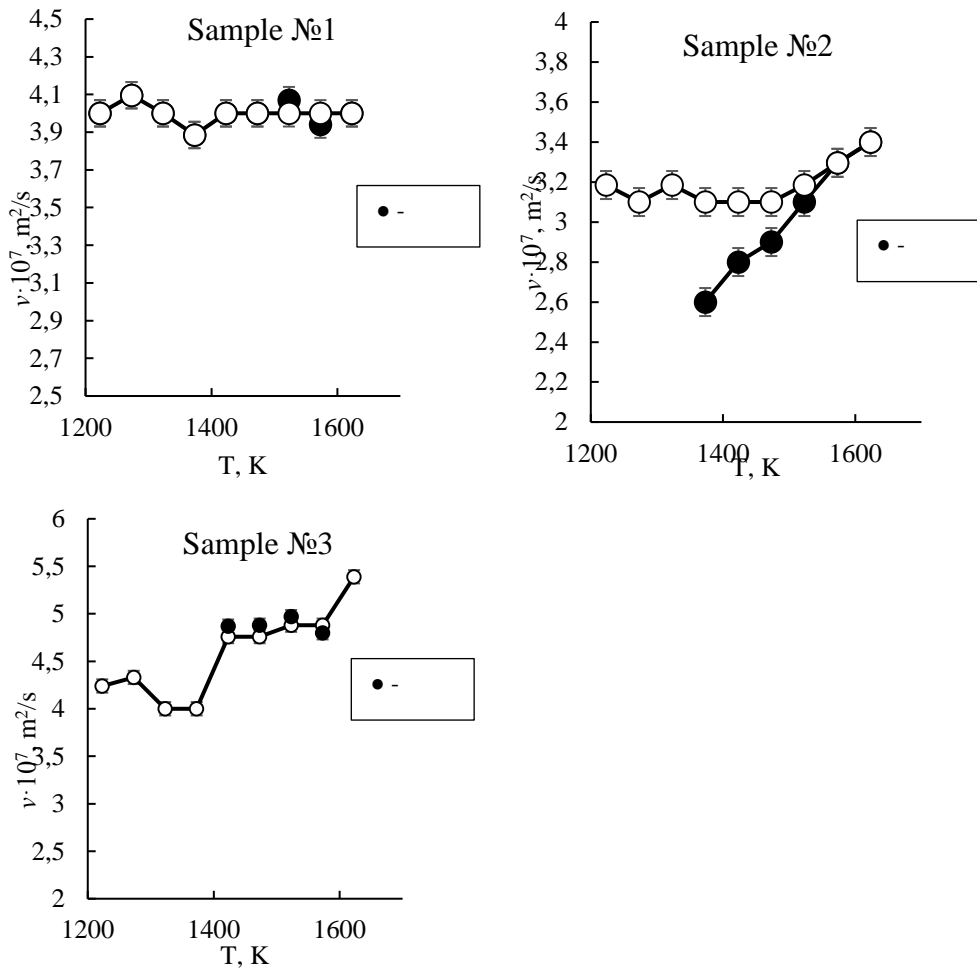 Sample №1
4,5
4,3
4,1
3,9
3,7
3,5
3,3
3,1
2,9
2,7
2,5
ν·10⁷, m²/s
1200 1400 1600
T, K
● -
Sample №2
4
3,8
3,6
3,4
3,2
3
2,8
2,6
2,4
2,2
2
ν·10⁷, m²/s
1200 1400 1600
T, K
● -
Sample №3
6
5,5
5
4,5
4
3,5
3
2,5
2
ν·10⁷, m²/s
1200 1400 1600
T, K
● -